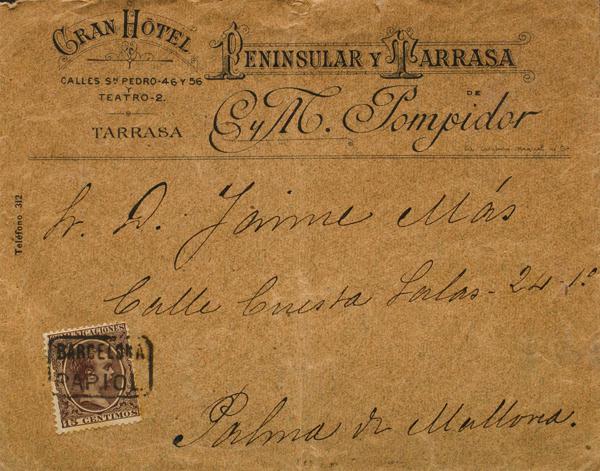 GRAN HÔTEL
PENINSULAR Y TARRASA
CALLES Sn. PEDRO-46 Y 56
Y
TEATRO-2.
TARRASA
DE
C y M. Pompidor
Teléfono 312
Sr. D. Jaime Más
Calle Cuesta Salas-24-1º
Palma de Mallorca.
COMUNICACIONES
BARCELONA
CAP.
15 CENTIMOS